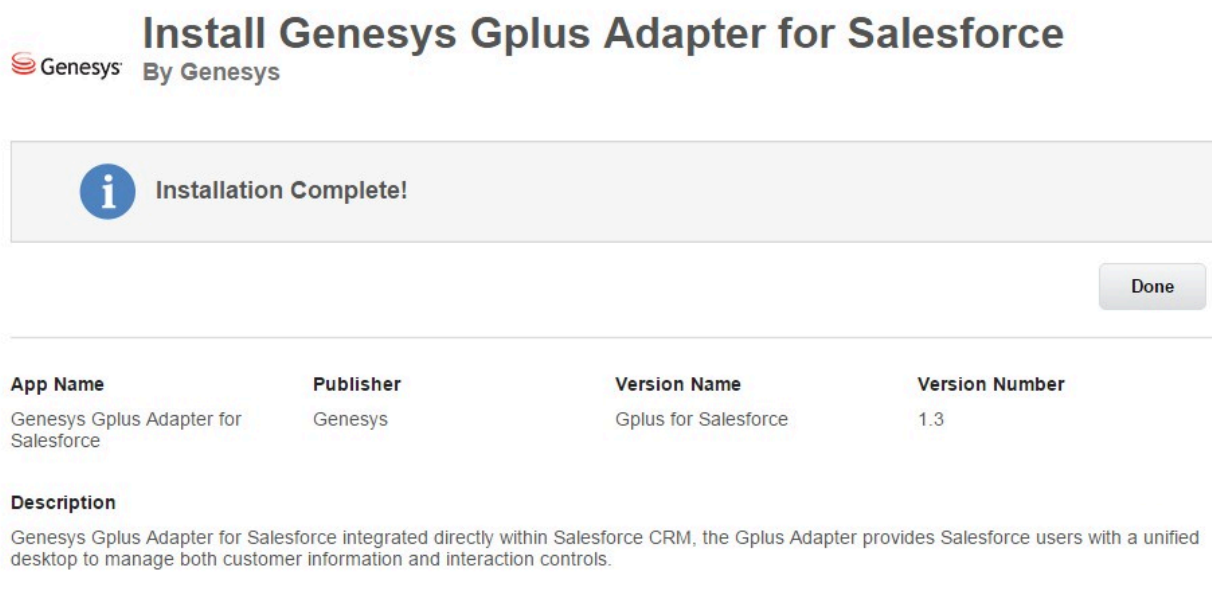 Install Genesys Gplus Adapter for Salesforce
Genesys
By Genesys
i
Installation Complete!
Done
App Name
Publisher
Version Name
Version Number
Genesys Gplus Adapter for
Salesforce
Genesys
Gplus for Salesforce
1.3
Description
Genesys Gplus Adapter for Salesforce integrated directly within Salesforce CRM, the Gplus Adapter provides Salesforce users with a unified
desktop to manage both customer information and interaction controls.